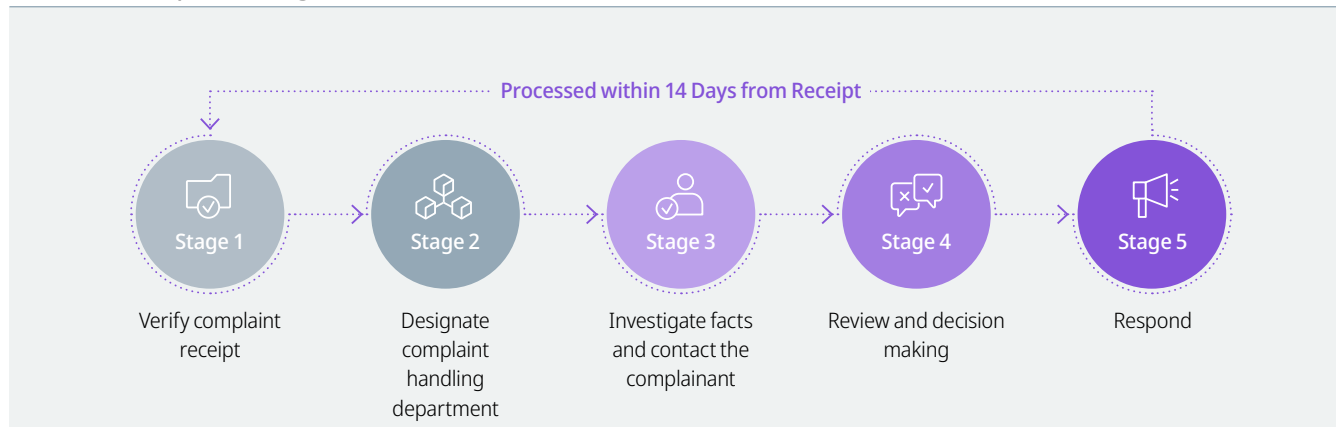 Processed within 14 Days from Receipt
Stage 1
Stage 2
Stage 3
Stage 4
Stage 5
Verify complaint
receipt
Designate
complaint
handling
department
Investigate facts
and contact the
complainant
Review and decision
making
Respond